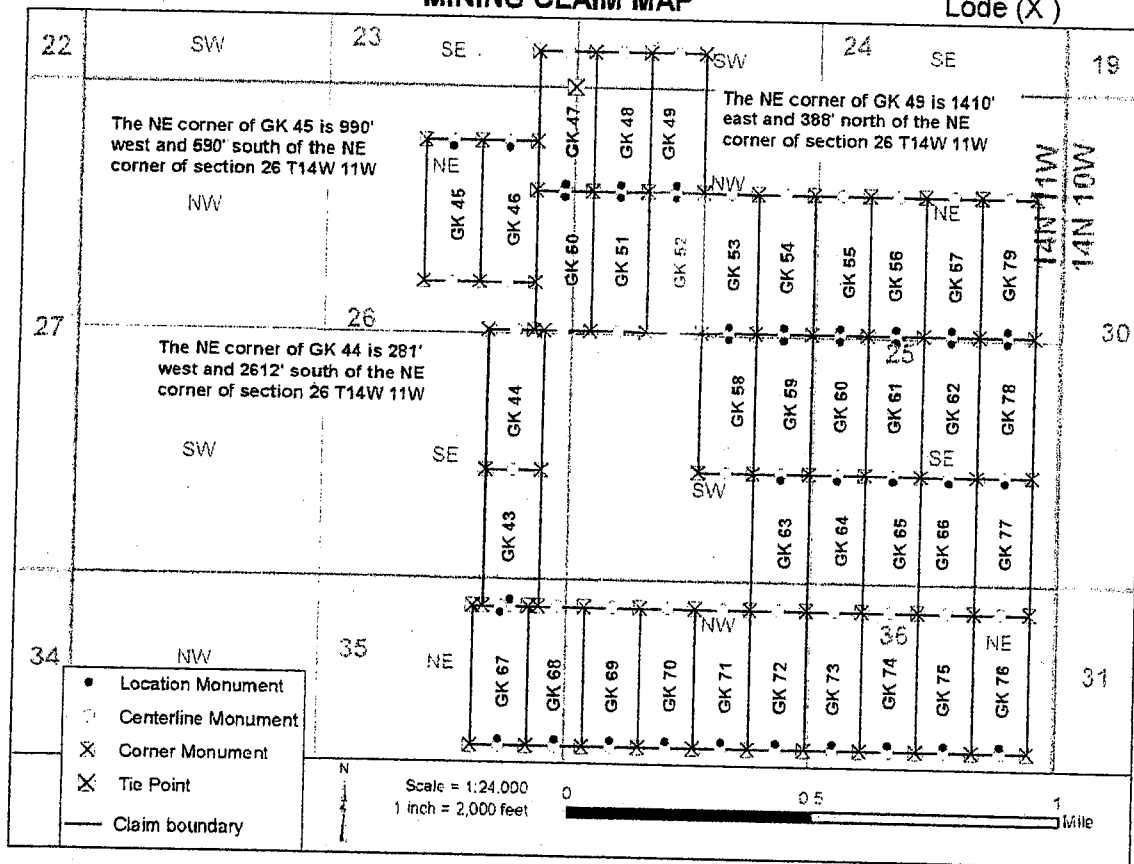 MINING CLAIM MAP
Lode (X )
22
SW
23
SE
SW
24
SE
19
The NE corner of GK 45 is 990'
west and 590' south of the NE
corner of section 26 T14W 11W
The NE corner of GK 49 is 1410'
east and 388' north of the NE
corner of section 26 T14W 11W
GK 47
GK 48
GK 49
NE
NW
NW
NE
14N 11W
14N 10W
GK 45
GK 46
GK 50
GK 51
GK 52
GK 53
GK 54
GK 55
GK 56
GK 57
GK 79
27
26
25
30
The NE corner of GK 44 is 281'
west and 2612' south of the NE
corner of section 26 T14W 11W
GK 44
GK 58
GK 59
GK 60
GK 61
GK 62
GK 78
SW
SE
SW
SE
GK 43
GK 63
GK 64
GK 65
GK 66
GK 77
34
NW
35
NE
NW
36
NE
31
GK 67
GK 68
GK 69
GK 70
GK 71
GK 72
GK 73
GK 74
GK 75
GK 76
Location Monument
Centerline Monument
Corner Monument
Tie Point
Claim boundary
N
Scale = 1:24.000
1 inch = 2,000 feet
0
0 5
1
Mile